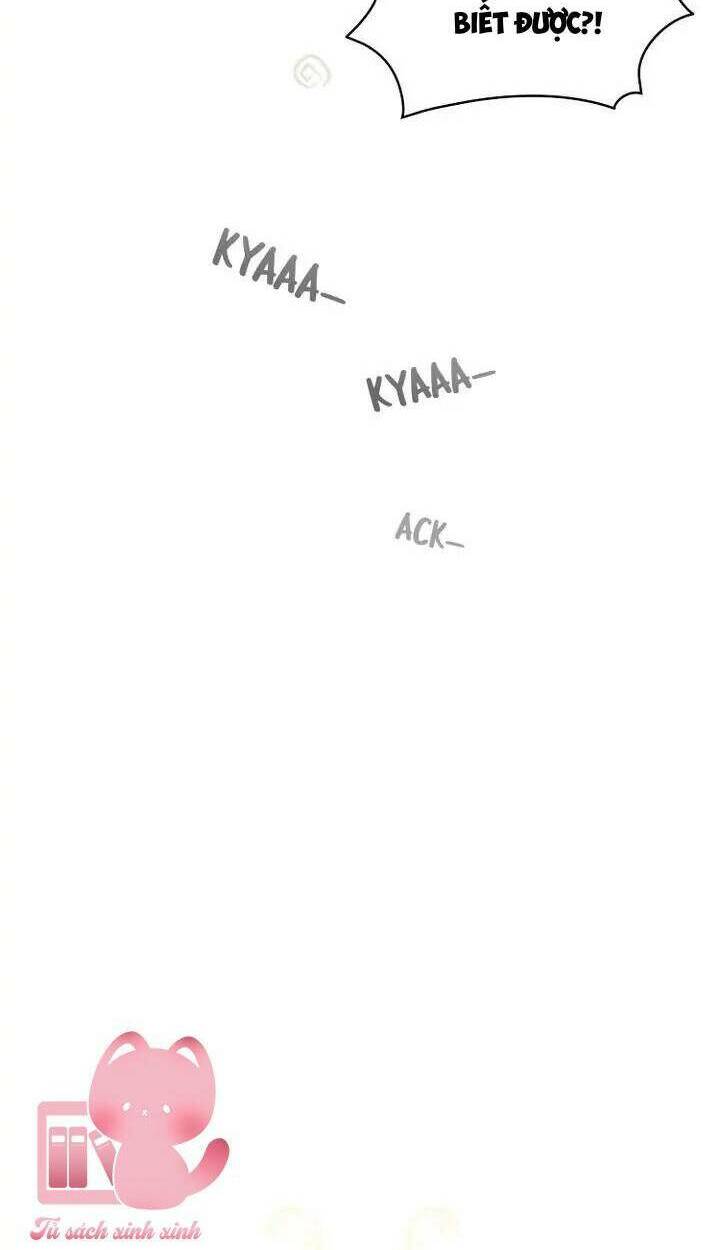 BIẾT ĐƯỢC?!
KYAAA_
KYAAA_
ACK_
Tủ sách xinh xinh